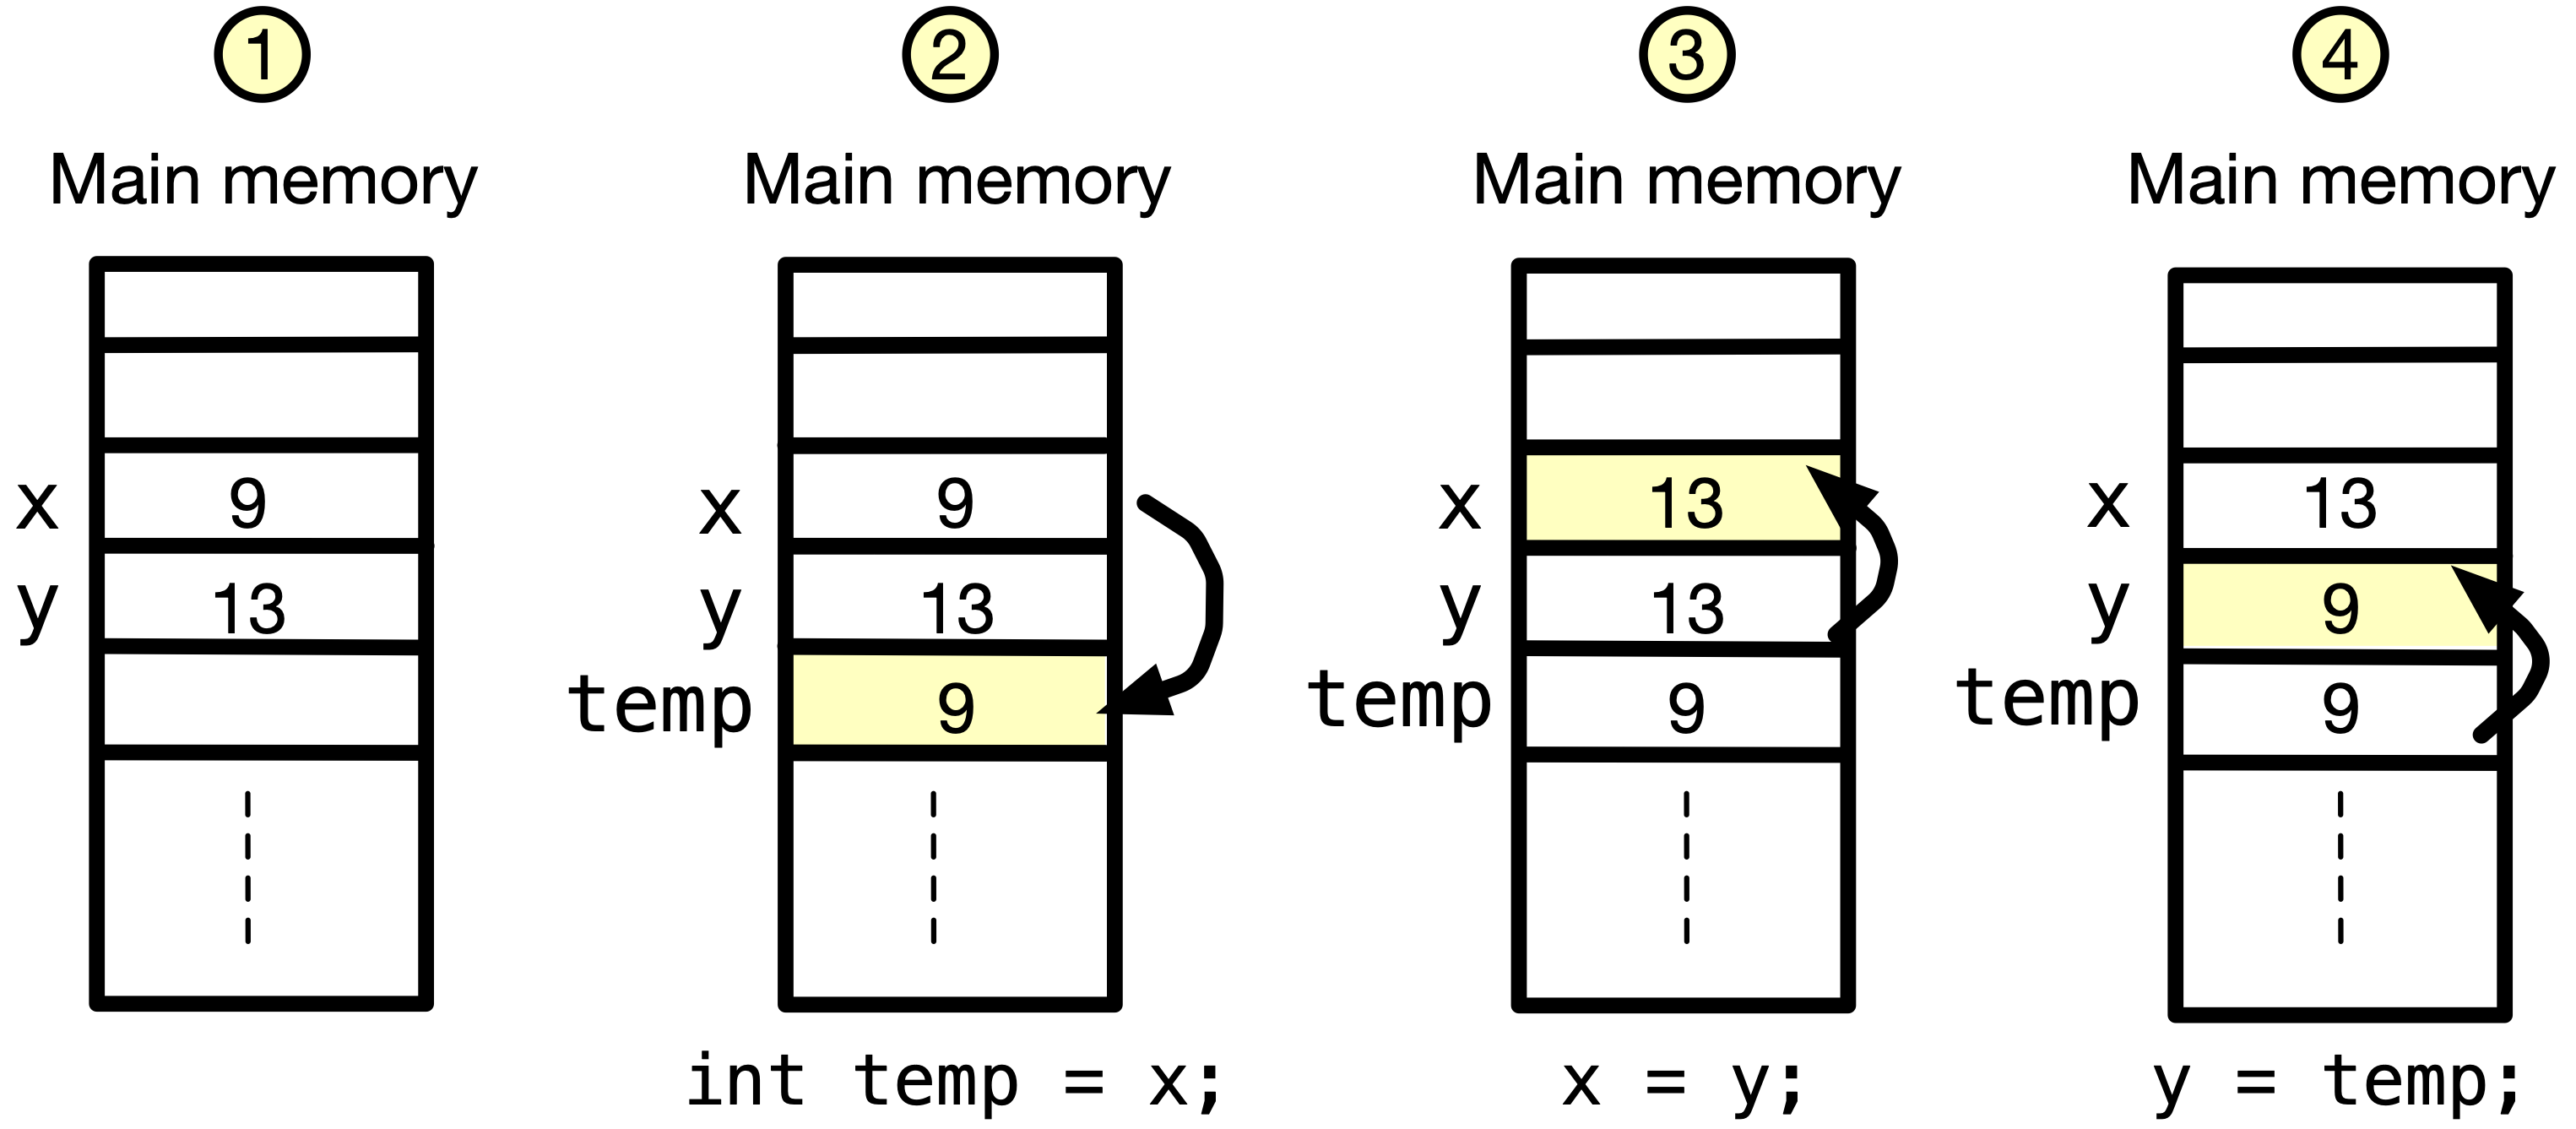 1
Main memory
x 9
y 13
2
Main memory
x 9
y 13
temp 9
int temp = x;
3
Main memory
x 13
y 13
temp 9
x = y;
4
Main memory
x 13
y 9
temp 9
y = temp;